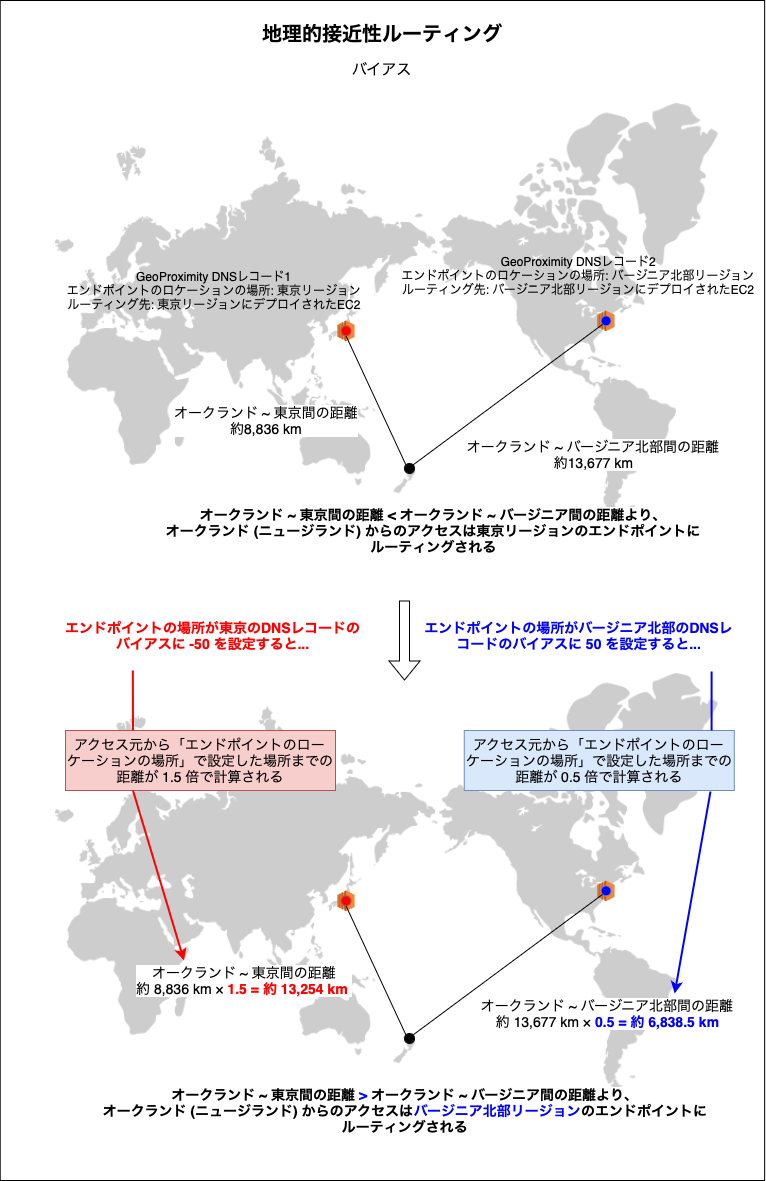 地理的接近性ルーティング
バイアス
GeoProximity DNSレコード1
エンドポイントのロケーションの場所: 東京リージョン
ルーティング先: 東京リージョンにデプロイされたEC2
GeoProximity DNSレコード2
エンドポイントのロケーションの場所: バージニア北部リージョン
ルーティング先: バージニア北部リージョンにデプロイされたEC2
オークランド ~ 東京間の距離
約8,836 km
オークランド ~ バージニア北部間の距離
約13,677 km
オークランド ~ 東京間の距離 < オークランド ~ バージニア間の距離より、
オークランド (ニュージランド) からのアクセスは東京リージョンのエンドポイントに
ルーティングされる
エンドポイントの場所が東京のDNSレコードの
バイアスに -50 を設定すると...
エンドポイントの場所がバージニア北部のDNSレ
コードのバイアスに 50 を設定すると...
アクセス元から「エンドポイントのロー
ケーションの場所」で設定した場所までの
距離が 1.5 倍で計算される
アクセス元から「エンドポイントのロー
ケーションの場所」で設定した場所までの
距離が 0.5 倍で計算される
オークランド ~ 東京間の距離
約 8,836 km × 1.5 = 約 13,254 km
オークランド ~ バージニア北部間の距離
約 13,677 km × 0.5 = 約 6,838.5 km
オークランド ~ 東京間の距離 > オークランド ~ バージニア間の距離より、
オークランド (ニュージランド) からのアクセスはバージニア北部リージョンのエンドポイントに
ルーティングされる